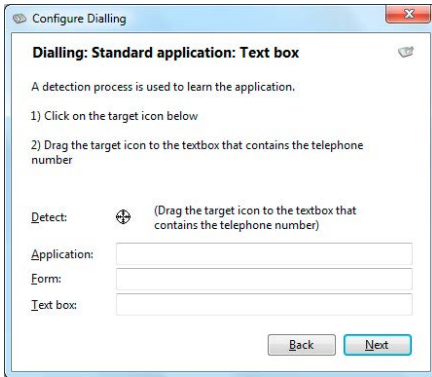 Configure Dialling
Dialling: Standard application: Text box
A detection process is used to learn the application.
1) Click on the target icon below
2) Drag the target icon to the textbox that contains the telephone
number
Detect:
(Drag the target icon to the textbox that
contains the telephone number)
Application:
Form:
Text box:
Back Next